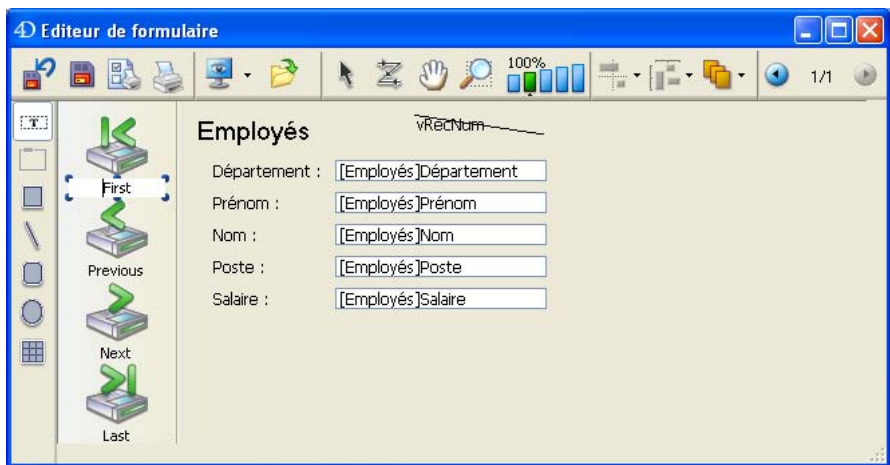 4D Editeur de formulaire
100%
1/1
T
First
Previous
Next
Last
Employés
vRecNum
Département : [Employés]Département
Prénom : [Employés]Prénom
Nom : [Employés]Nom
Poste : [Employés]Poste
Salaire : [Employés]Salaire